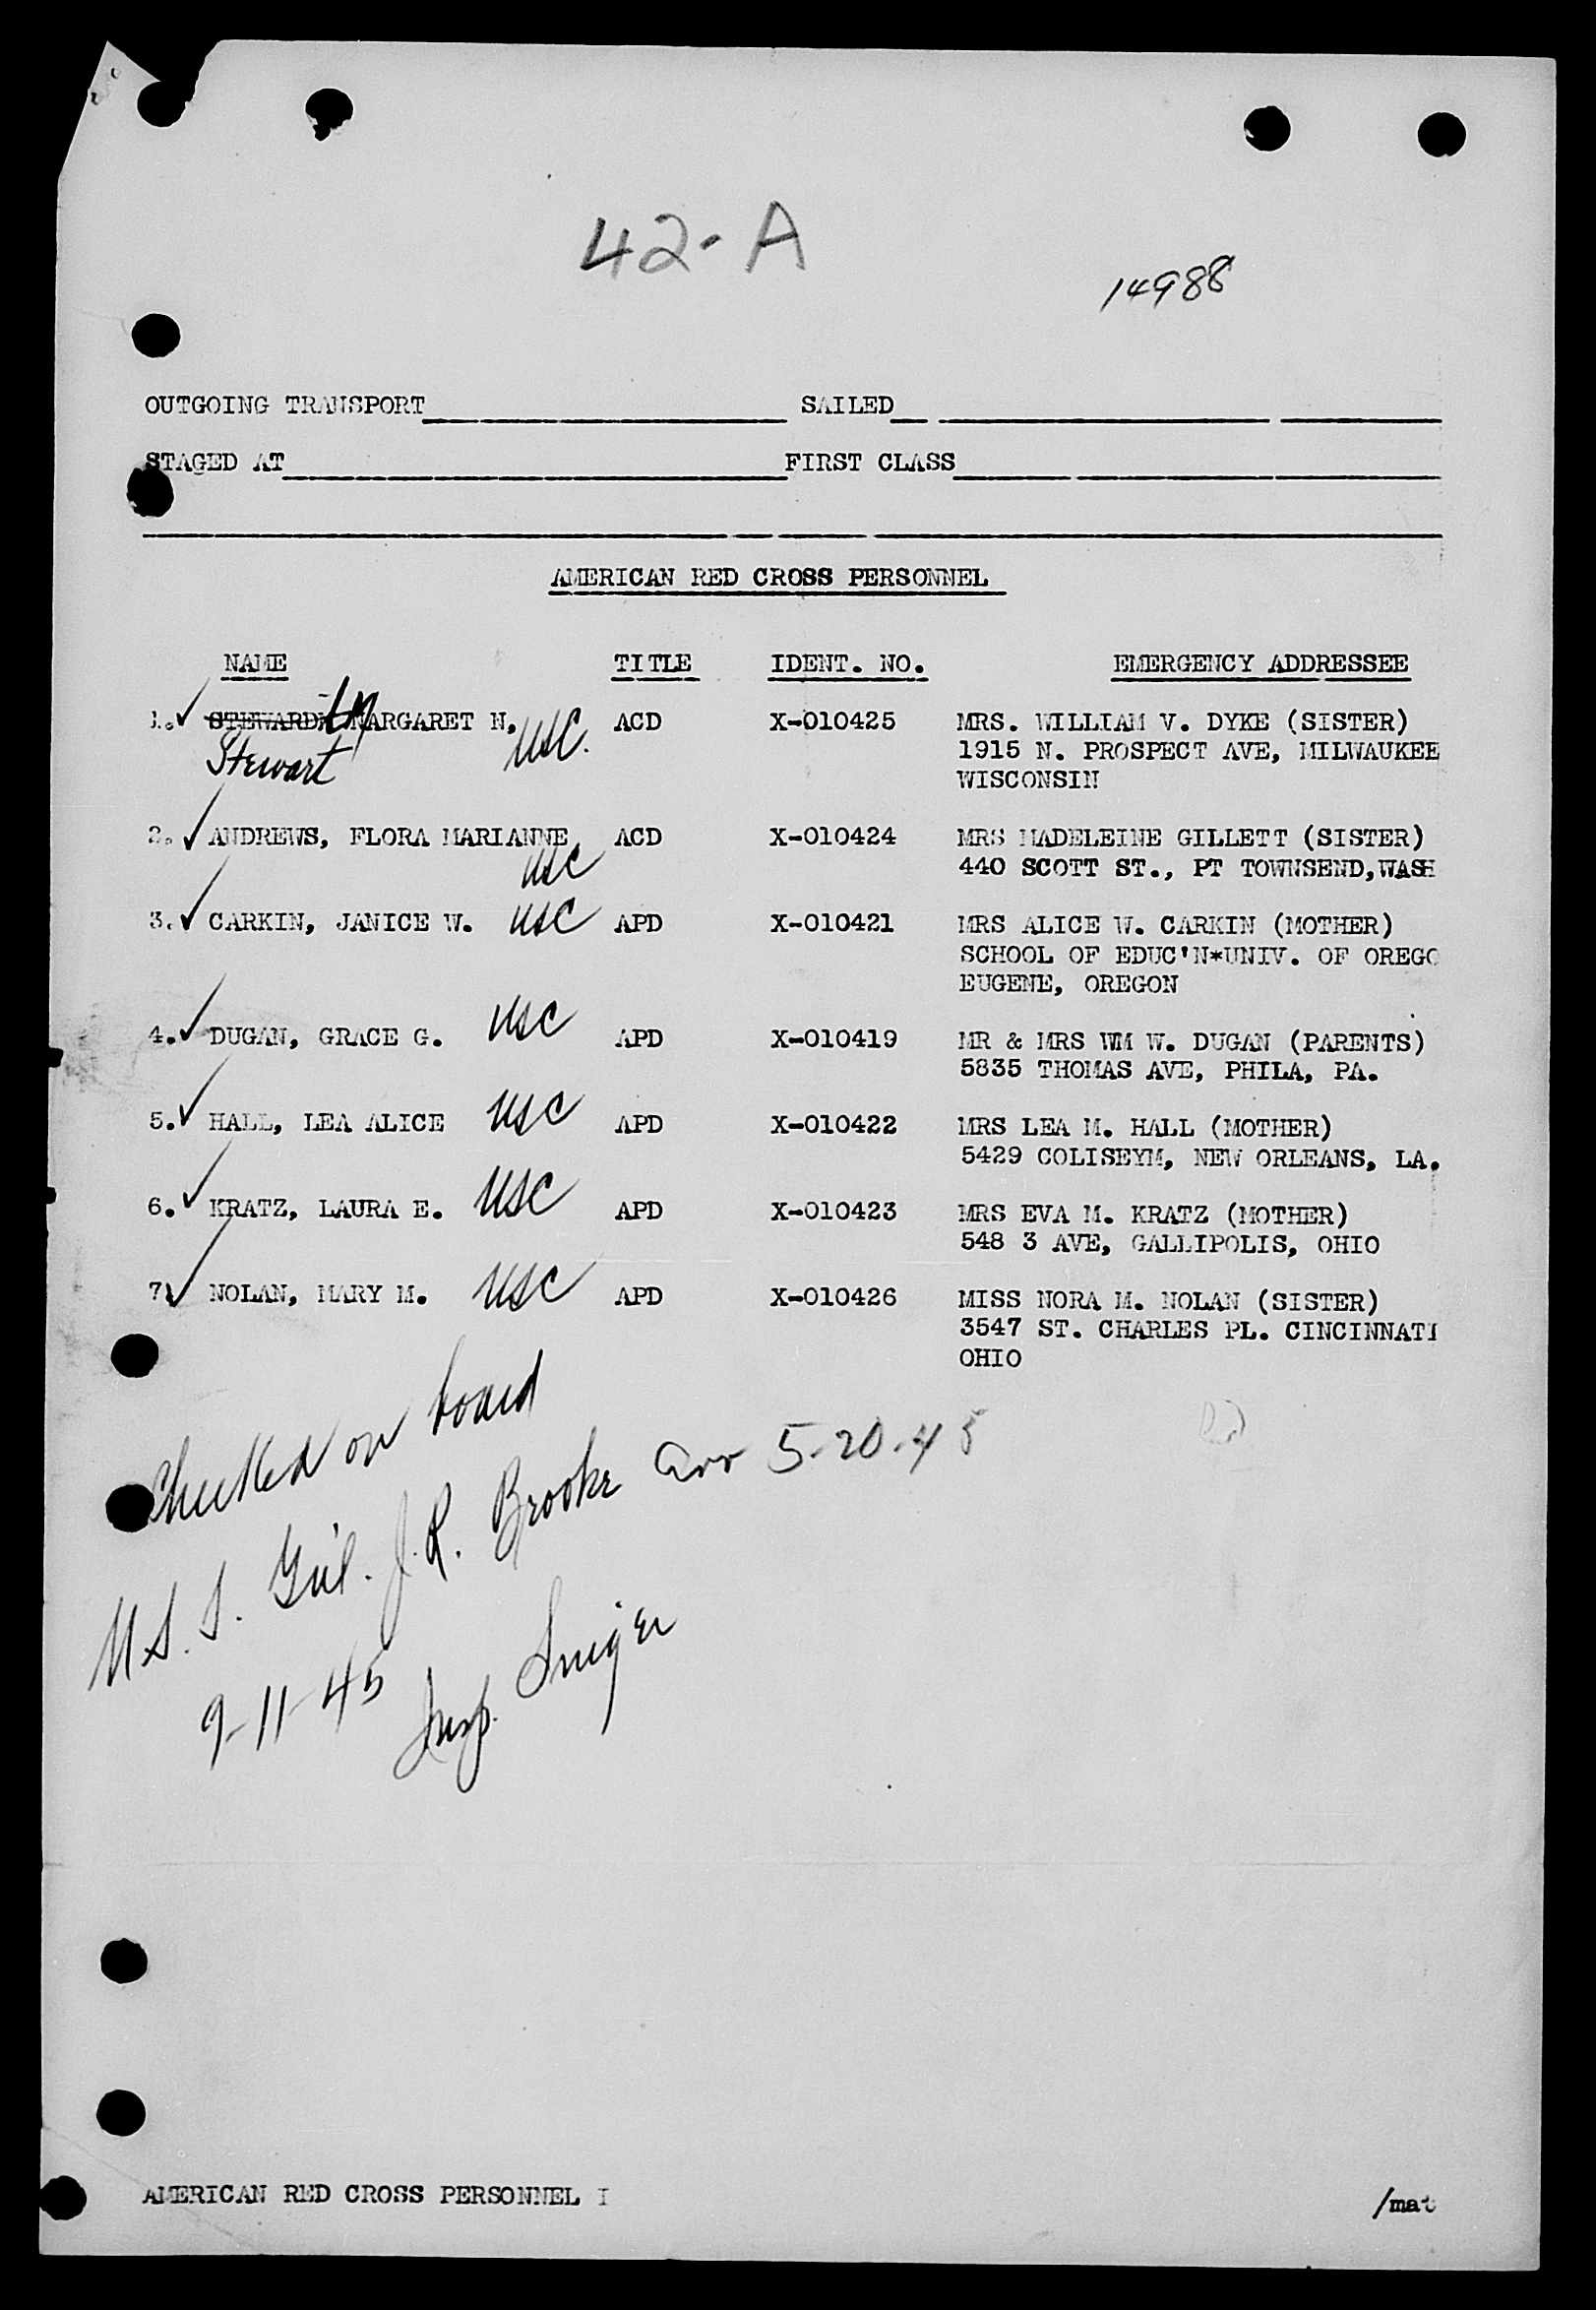 42-A
14988
OUTGOING TRANSPORT SAILED
STAGED AT FIRST CLASS
AMERICAN RED CROSS PERSONNEL
NAME TITLE IDENT. NO. EMERGENCY ADDRESSEE
1. MARGARET N, USC. ACD X-010425 MRS. WILLIAM V. DYKE (SISTER)
Stewart 1915 N. PROSPECT AVE, MILWAUKEE
WISCONSIN
2. ANDREWS, FLORA MARIANNE, ACD X-010424 MRS MADELEINE GILLETT (SISTER)
USC 440 SCOTT ST., PT TOWNSEND,WASH
3. CARKIN, JANICE W. USC APD X-010421 MRS ALICE W. CARKIN (MOTHER)
SCHOOL OF EDUC'N*UNIV. OF OREGO
EUGENE, OREGON
4. DUGAN, GRACE G. USC APD X-010419 MR & MRS WM W. DUGAN (PARENTS)
5835 THOMAS AVE, PHILA, PA.
5. HALL, LEA ALICE USC APD X-010422 MRS LEA M. HALL (MOTHER)
5429 COLISEYM, NEW ORLEANS, LA.
6. KRATZ, LAURA E. USC APD X-010423 MRS EVA M. KRATZ (MOTHER)
548 3 AVE, GALLIPOLIS, OHIO
7. NOLAN, MARY M. USC APD X-010426 MISS NORA M. NOLAN (SISTER)
3547 ST. CHARLES PL. CINCINNATI
OHIO
Checked on board
U.S.S. J.R. Brooke arr 5-20-45
9-11-45 Insp.
AMERICAN RED CROSS PERSONNEL I /mat